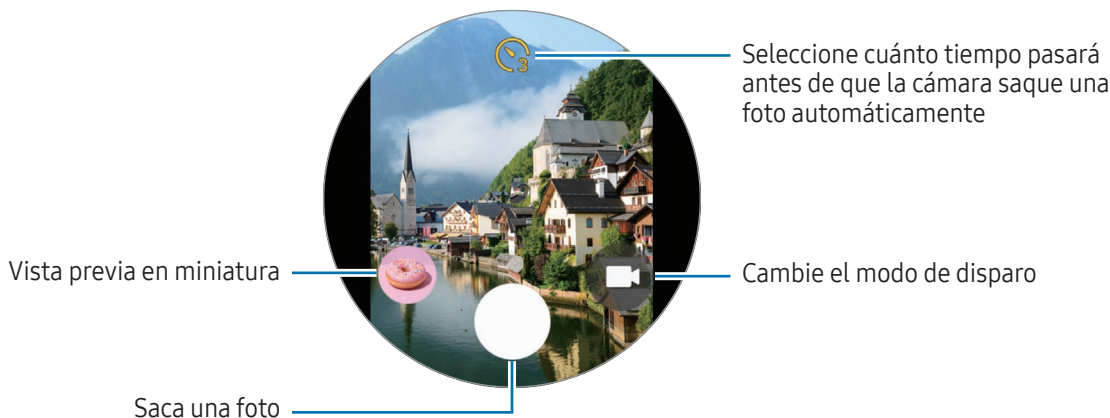 3
Seleccione cuánto tiempo pasará
antes de que la cámara saque una
foto automáticamente
Vista previa en miniatura
Cambie el modo de disparo
Saca una foto